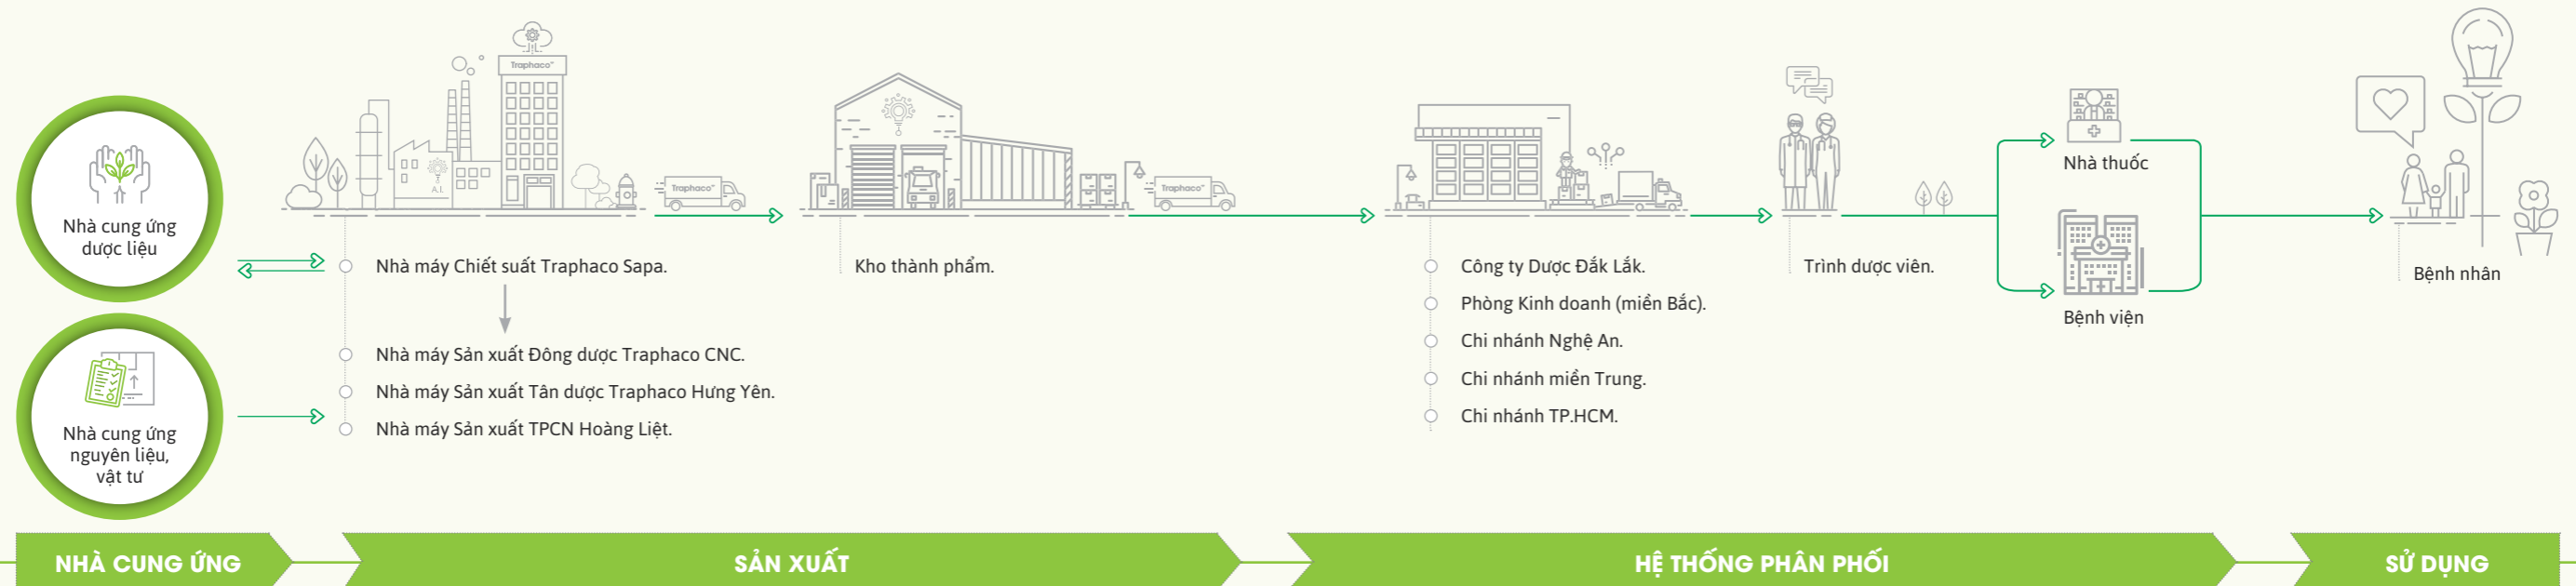 Traphaco
A.I.
Traphaco
Traphaco
Nhà cung ứng
dược liệu
Nhà cung ứng
nguyên liệu,
vật tư
Nhà máy Chiết suất Traphaco Sapa.
Nhà máy Sản xuất Đông dược Traphaco CNC.
Nhà máy Sản xuất Tân dược Traphaco Hưng Yên.
Nhà máy Sản xuất TPCN Hoàng Liệt.
Kho thành phẩm.
Công ty Dược Đắk Lắk.
Phòng Kinh doanh (miền Bắc).
Chi nhánh Nghệ An.
Chi nhánh miền Trung.
Chi nhánh TP.HCM.
Trình dược viên.
Nhà thuốc
Bệnh viện
Bệnh nhân
NHÀ CUNG ỨNG
SẢN XUẤT
HỆ THỐNG PHÂN PHỐI
SỬ DỤNG